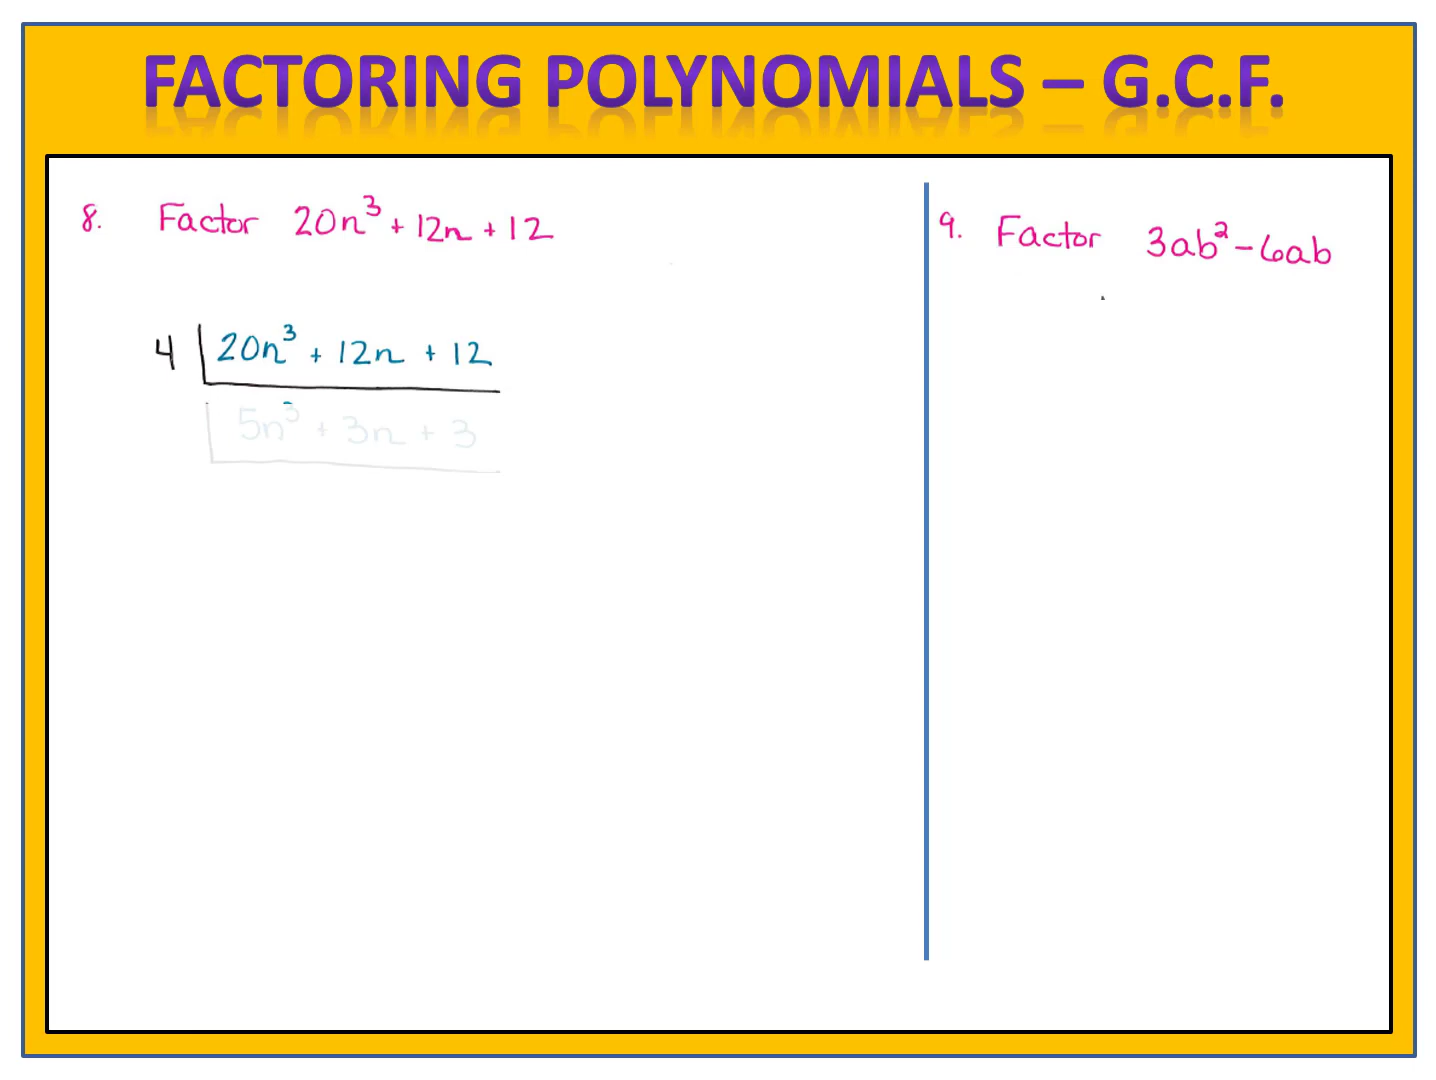 FACTORING POLYNOMIALS – G.C.F.
8. Factor 20n³ + 12n + 12
4 20n³ + 12n + 12
5n³ + 3n + 3
9. Factor 3ab² - 6ab